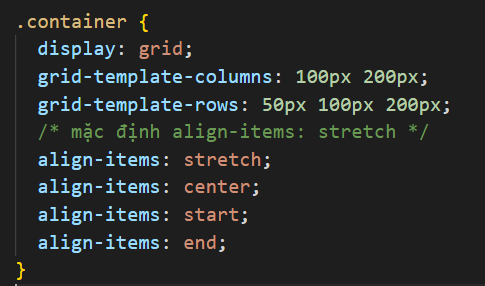 .container {
  display: grid;
  grid-template-columns: 100px 200px;
  grid-template-rows: 50px 100px 200px;
  /* mặc định align-items: stretch */
  align-items: stretch;
  align-items: center;
  align-items: start;
  align-items: end;
}